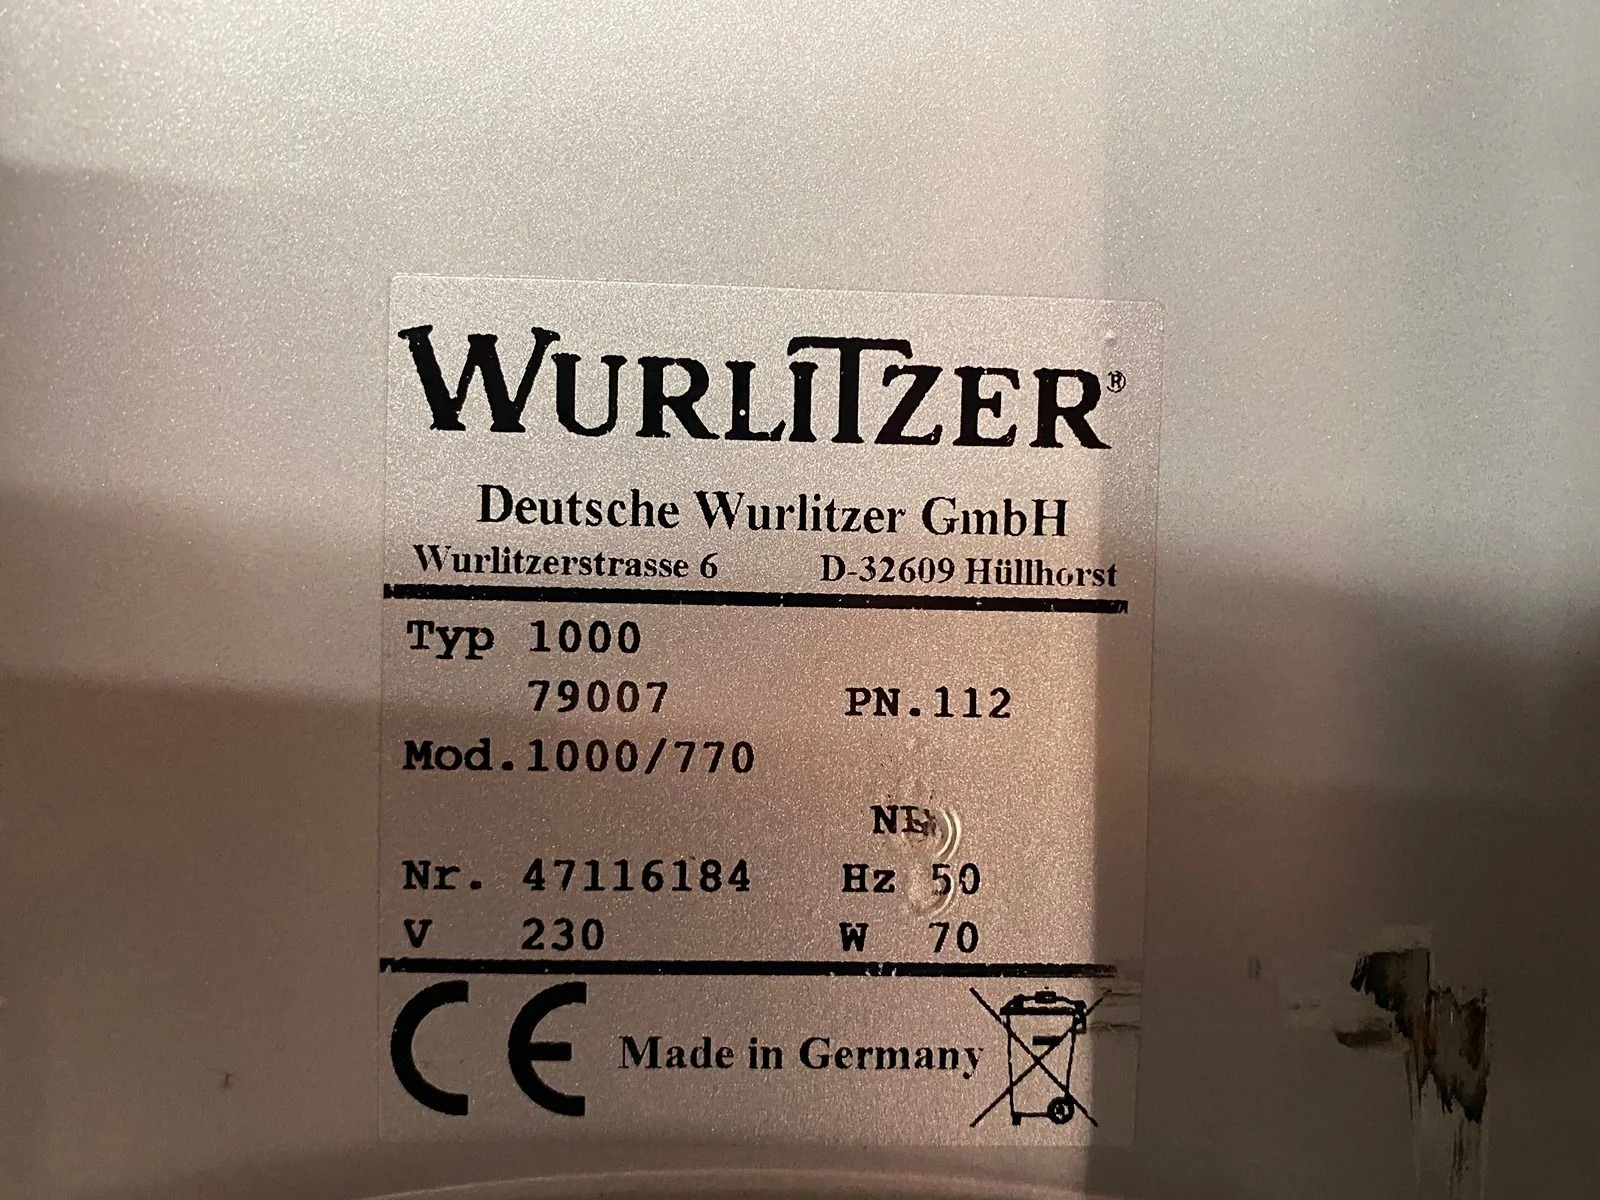 WURLiTZER®
Deutsche Wurlitzer GmbH
Wurlitzerstrasse 6 D-32609 Hüllhorst
Typ 1000
79007 PN.112
Mod.1000/770
Nr. 47116184 Hz 50
V 230 W 70
CE Made in Germany